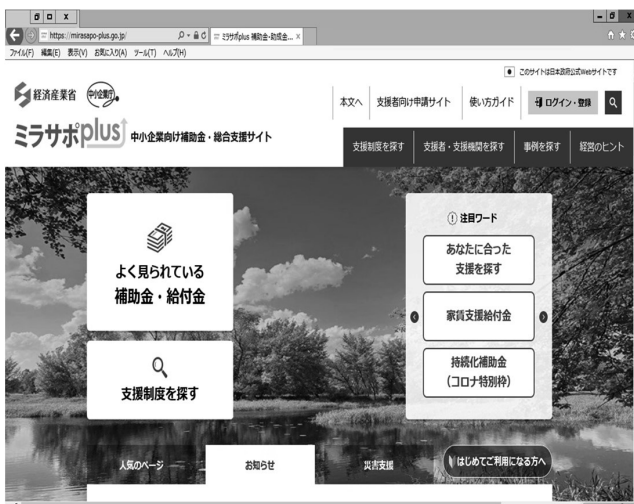 https://mirasapo-plus.go.jp/
ミラサポplus 補助金-助成金...
ファイル(F) 編集(E) 表示(V) お気に入り(A) ツール(T) ヘルプ(H)
このサイトは日本政府公式Webサイトです
経済産業省 中小企業庁
本文へ 支援者向け申請サイト 使い方ガイド ログイン・登録
ミラサポplus 中小企業向け補助金・総合支援サイト
支援制度を探す 支援者・支援機関を探す 事例を探す 経営のヒント
よく見られている
補助金・給付金
支援制度を探す
注目ワード
あなたに合った
支援を探す
家賃支援給付金
持続化補助金
(コロナ特別枠)
人気のページ お知らせ 災害支援 はじめてご利用になる方へ